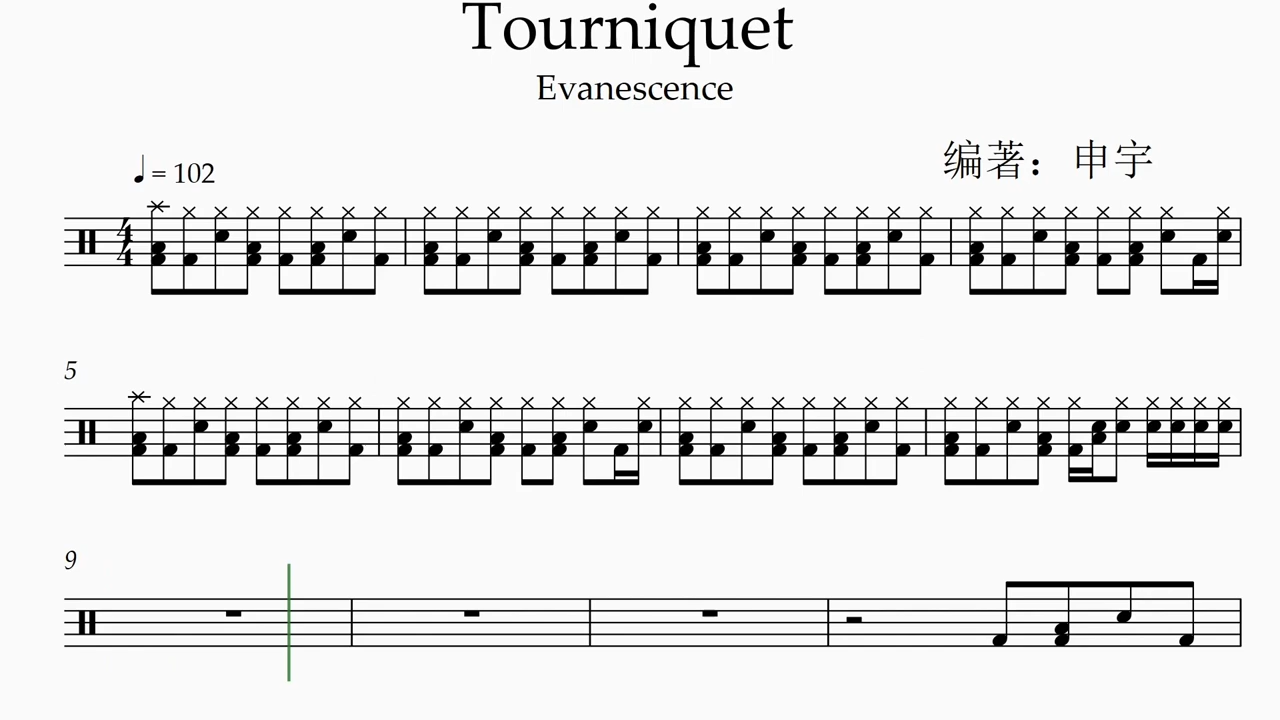 Tourniquet
Evanescence
编著：申宇
♩= 102
4
4
5
9